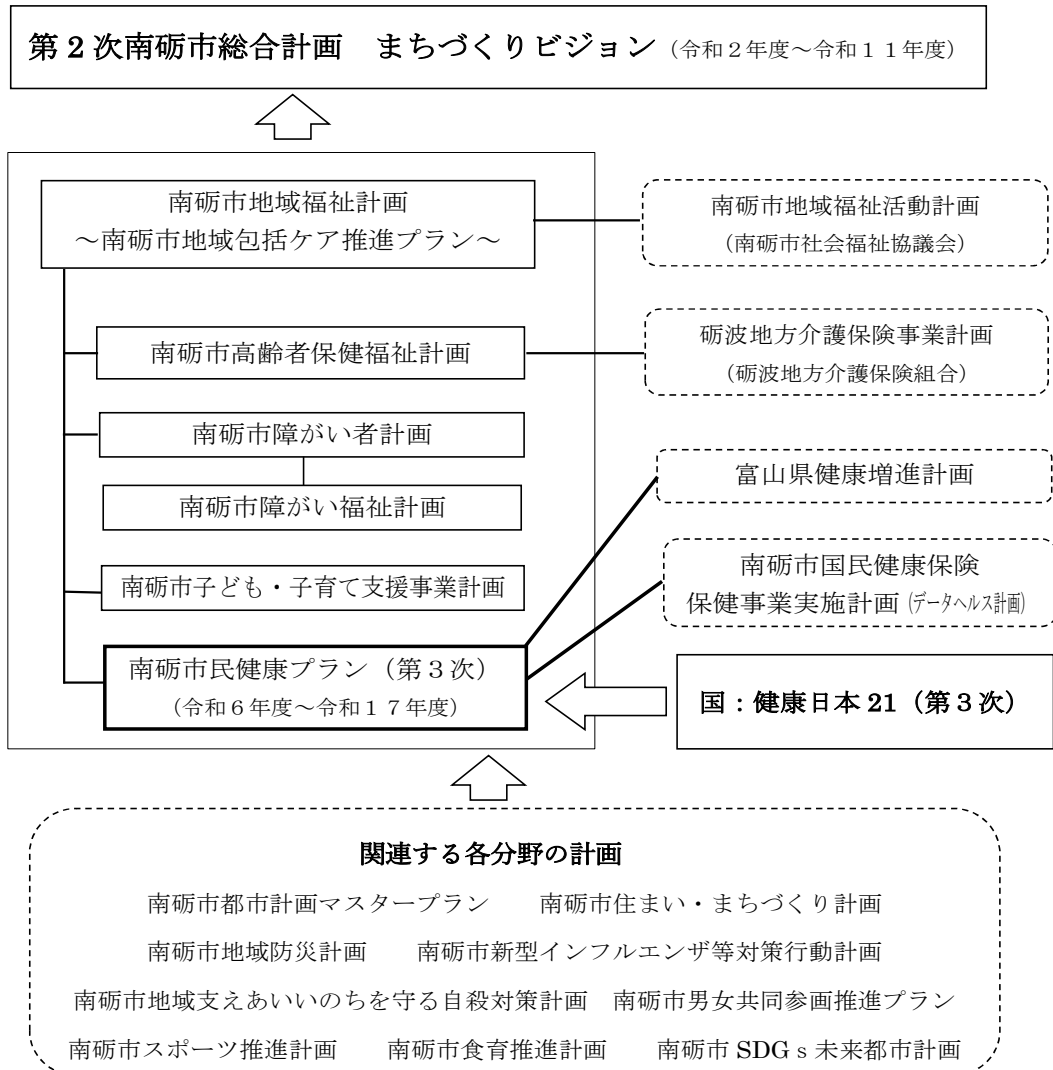 第２次南砺市総合計画　まちづくりビジョン（令和２年度～令和１１年度）
南砺市地域福祉計画
～南砺市地域包括ケア推進プラン～
南砺市地域福祉活動計画
（南砺市社会福祉協議会）
南砺市高齢者保健福祉計画
砺波地方介護保険事業計画
（砺波地方介護保険組合）
南砺市障がい者計画
南砺市障がい福祉計画
富山県健康増進計画
南砺市子ども・子育て支援事業計画
南砺市国民健康保険
保健事業実施計画（データヘルス計画）
南砺市民健康プラン（第３次）
（令和６年度～令和１７年度）
国：健康日本 21（第３次）
関連する各分野の計画
南砺市都市計画マスタープラン　　南砺市住まい・まちづくり計画
南砺市地域防災計画　　南砺市新型インフルエンザ等対策行動計画
南砺市地域支えあいいのちを守る自殺対策計画　南砺市男女共同参画推進プラン
南砺市スポーツ推進計画　　南砺市食育推進計画　　南砺市 SDGｓ未来都市計画